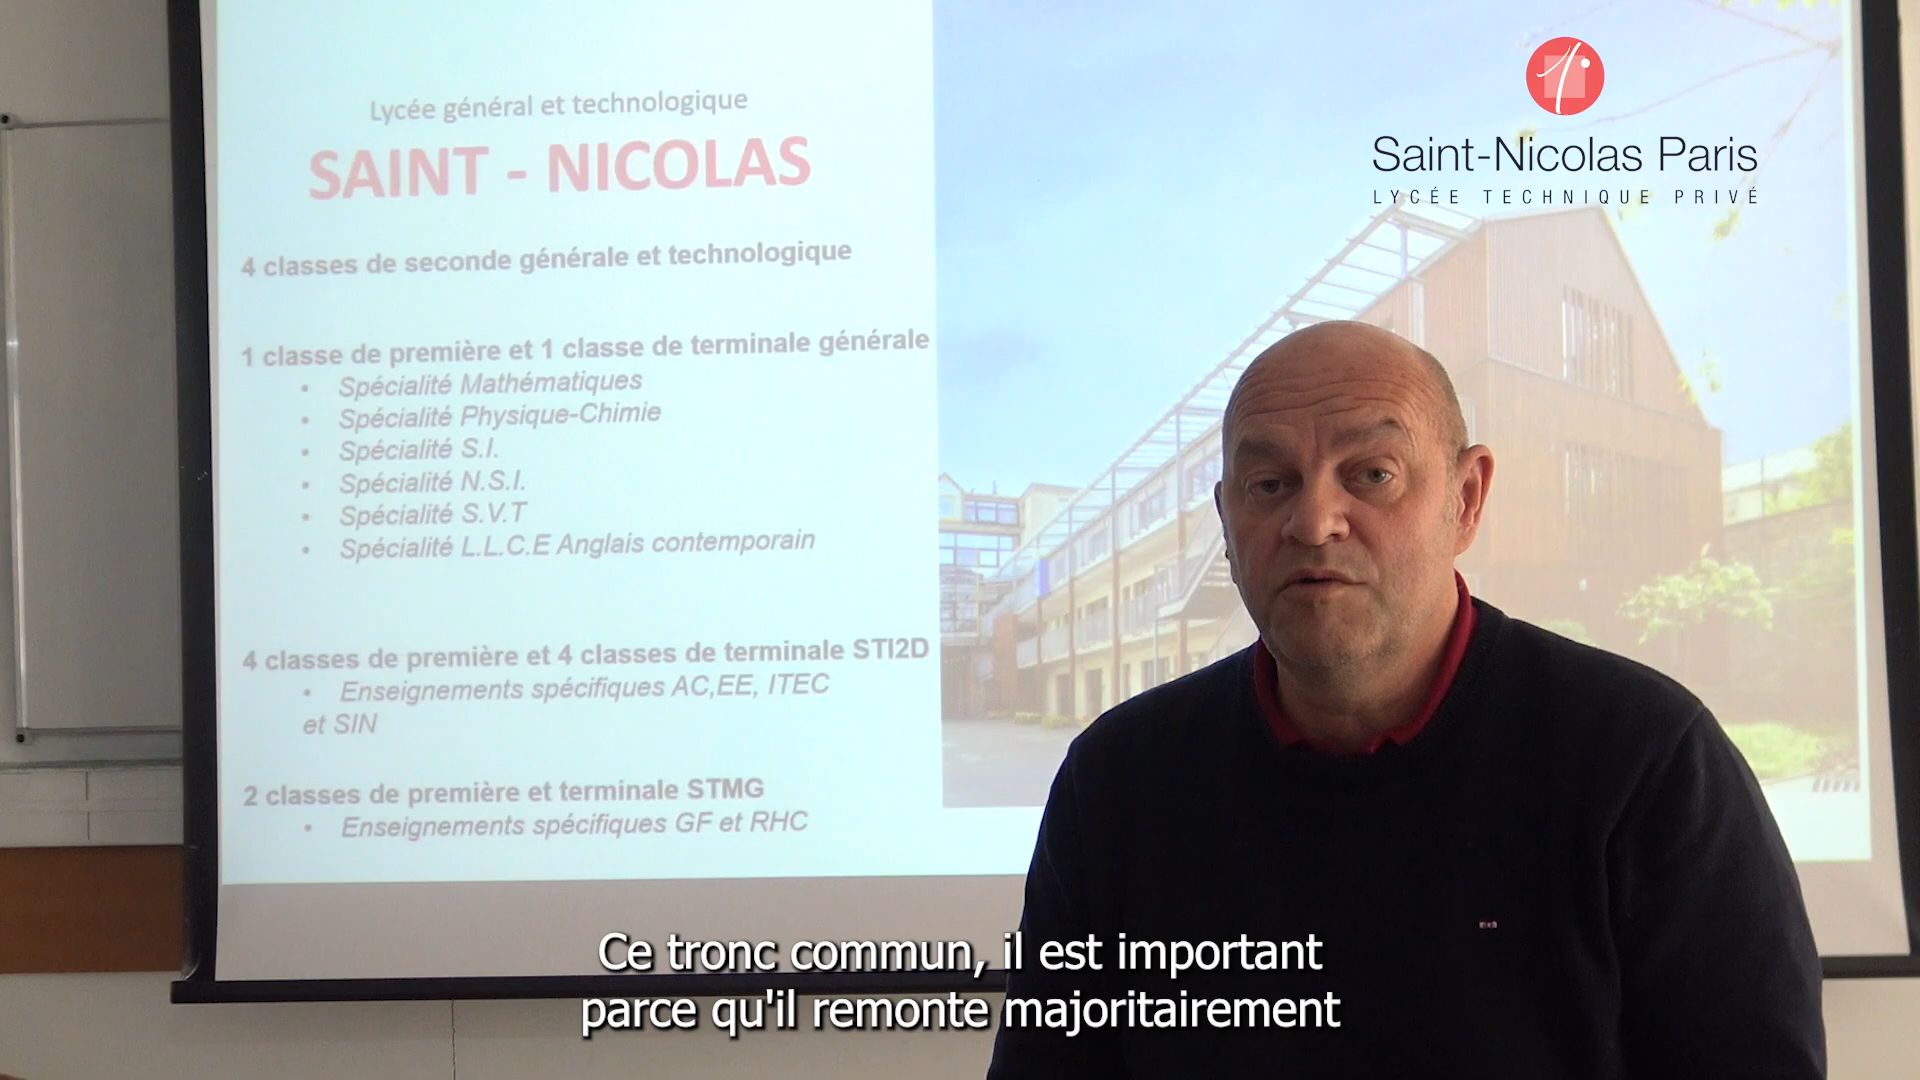 Lycée général et technologique
SAINT - NICOLAS
4 classes de seconde générale et technologique
1 classe de première et 1 classe de terminale générale
• Spécialité Mathématiques
• Spécialité Physique-Chimie
• Spécialité S.I.
• Spécialité N.S.I.
• Spécialité S.V.T
• Spécialité L.L.C.E Anglais contemporain
4 classes de première et 4 classes de terminale STI2D
• Enseignements spécifiques AC,EE, ITEC
et SIN
2 classes de première et terminale STMG
• Enseignements spécifiques GF et RHC
Saint-Nicolas Paris
LYCÉE TECHNIQUE PRIVÉ
Ce tronc commun, il est important
parce qu'il remonte majoritairement